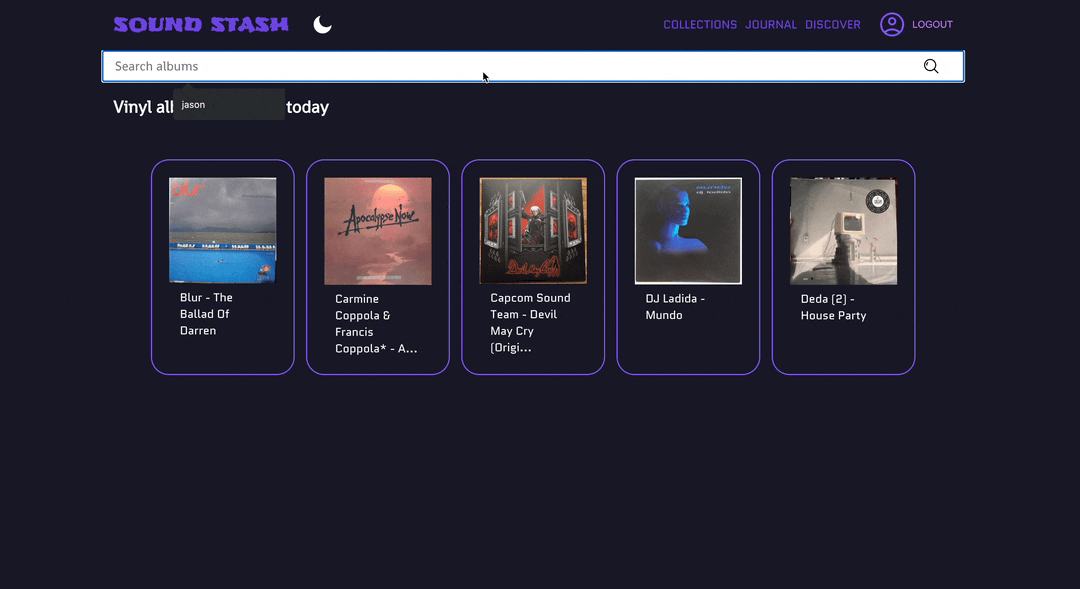 SOUND STASH
COLLECTIONS JOURNAL DISCOVER LOGOUT
Search albums
jason
Vinyl al today
blur
Apocalypse Now
Devil May Cry
Blur - The
Ballad Of
Darren
Carmine
Coppola &
Francis
Coppola* - A...
Capcom Sound
Team - Devil
May Cry
(Origi...
DJ Ladida -
Mundo
Deda (2) -
House Party